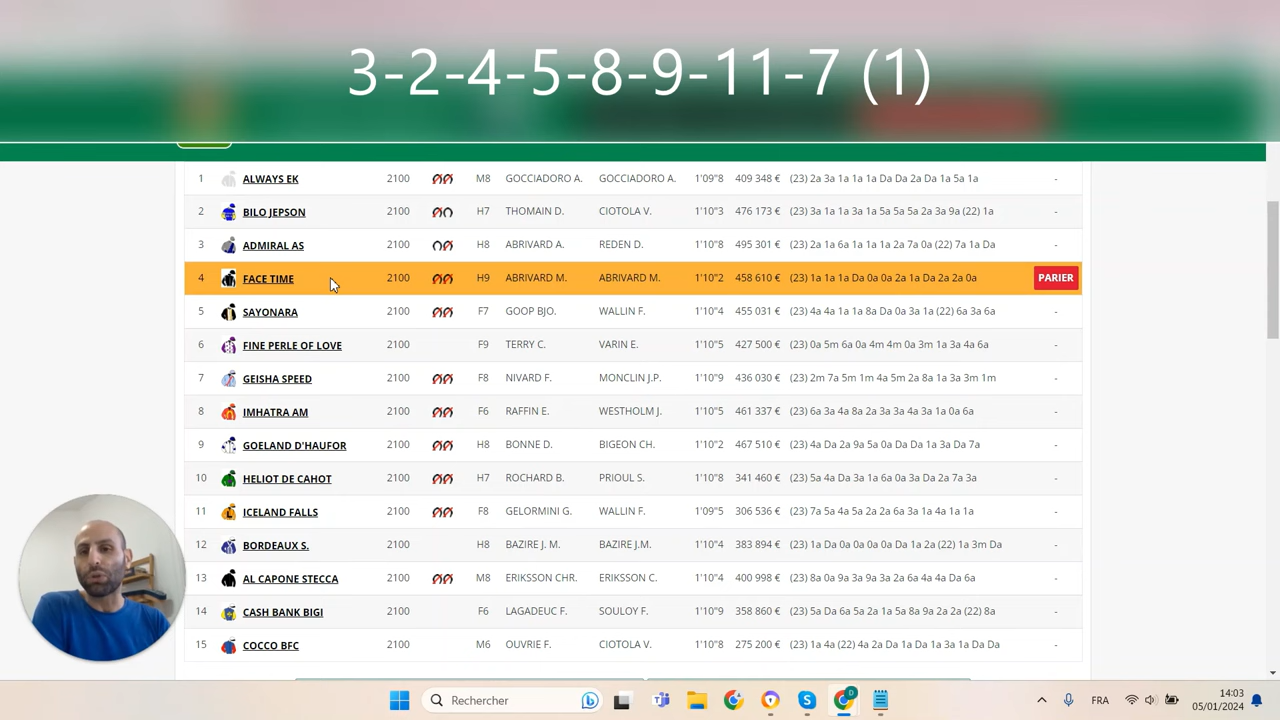 3-2-4-5-8-9-11-7 (1)
1 ALWAYS EK 2100 M8 GOCCIADORO A. GOCCIADORO A. 1'09"8 409 348 € (23) 2a 3a 1a 1a 1a Da Da 2a Da 1a 5a 1a -
2 BILO JEPSON 2100 H7 THOMAIN D. CIOTOLA V. 1'10"3 476 173 € (23) 3a 1a 1a 3a 1a 5a 5a 5a 2a 3a 9a (22) 1a -
3 ADMIRAL AS 2100 H8 ABRIVARD A. REDEN D. 1'10"8 495 301 € (23) 2a 1a 6a 1a 1a 1a 2a 7a 0a (22) 7a 1a Da -
4 FACE TIME 2100 H9 ABRIVARD M. ABRIVARD M. 1'10"2 458 610 € (23) 1a 1a 1a Da 0a 0a 2a 1a Da 2a 2a 0a PARIER
5 SAYONARA 2100 F7 GOOP BJO. WALLIN F. 1'10"4 455 031 € (23) 4a 4a 1a 1a 8a Da 0a 3a 1a (22) 6a 3a 6a -
6 FINE PERLE OF LOVE 2100 F9 TERRY C. VARIN E. 1'10"5 427 500 € (23) 0a 5m 6a 0a 4m 4m 0a 3m 1a 3a 4a 6a -
7 GEISHA SPEED 2100 F8 NIVARD F. MONCLIN J.P. 1'10"9 436 030 € (23) 2m 7a 5m 1m 4a 5m 2a 8a 1a 3a 3m 1m -
8 IMHATRA AM 2100 F6 RAFFIN E. WESTHOLM J. 1'10"5 461 337 € (23) 6a 3a 4a 8a 2a 3a 3a 4a 3a 1a 0a 6a -
9 GOELAND D'HAUFOR 2100 H8 BONNE D. BIGEON CH. 1'10"2 467 510 € (23) 4a Da 2a 9a 5a 0a Da Da 1a 3a Da 7a -
10 HELIOT DE CAHOT 2100 H7 ROCHARD B. PRIOUL S. 1'10"8 341 460 € (23) 5a 4a Da 3a 1a 6a 0a 3a Da 2a 7a 3a -
11 ICELAND FALLS 2100 F8 GELORMINI G. WALLIN F. 1'09"5 306 536 € (23) 7a 5a 4a 5a 2a 2a 6a 3a 1a 4a 1a 1a -
12 BORDEAUX S. 2100 H8 BAZIRE J. M. BAZIRE J.M. 1'10"4 383 894 € (23) 1a Da 0a 0a 0a 0a Da 1a 2a (22) 1a 3m Da -
13 AL CAPONE STECCA 2100 M8 ERIKSSON CHR. ERIKSSON C. 1'10"4 400 998 € (23) 8a 0a 9a 3a 9a 3a 2a 6a 4a 4a Da 6a -
14 CASH BANK BIGI 2100 F6 LAGADEUC F. SOULOY F. 1'10"9 358 860 € (23) 5a Da 6a 5a 2a 1a 5a 8a 9a 2a 2a (22) 8a -
15 COCCO BFC 2100 M6 OUVRIE F. CIOTOLA V. 1'10"8 275 200 € (23) 1a 4a (22) 4a 2a Da 1a Da 1a 3a 1a Da Da -
Rechercher FRA 14:03
05/01/2024